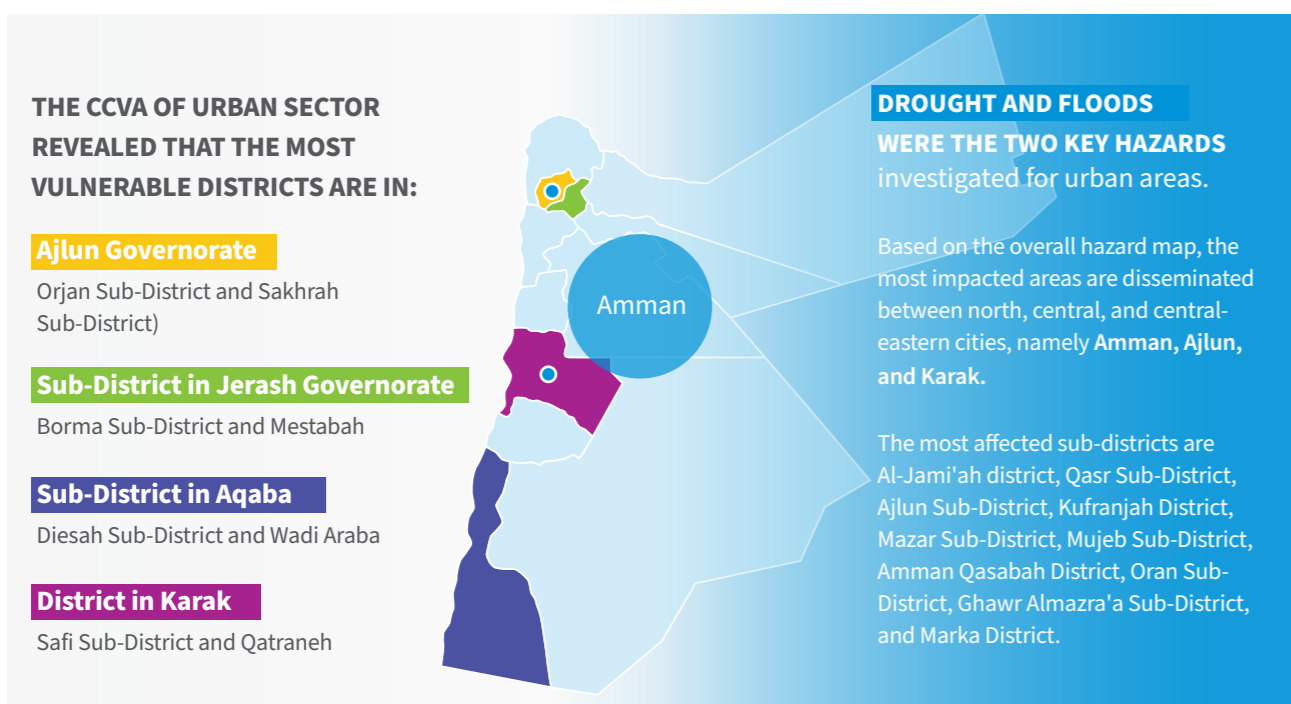 THE CCVA OF URBAN SECTOR
REVEALED THAT THE MOST
VULNERABLE DISTRICTS ARE IN:
Ajlun Governorate
Orjan Sub-District and Sakhrah
Sub-District)
Sub-District in Jerash Governorate
Borma Sub-District and Mestabah
Sub-District in Aqaba
Diesah Sub-District and Wadi Araba
District in Karak
Safi Sub-District and Qatraneh
Amman
DROUGHT AND FLOODS
WERE THE TWO KEY HAZARDS
investigated for urban areas.
Based on the overall hazard map, the
most impacted areas are disseminated
between north, central, and central-
eastern cities, namely Amman, Ajlun,
and Karak.
The most affected sub-districts are
Al-Jami'ah district, Qasr Sub-District,
Ajlun Sub-District, Kufranjah District,
Mazar Sub-District, Mujeb Sub-District,
Amman Qasabah District, Oran Sub-
District, Ghawr Almazra'a Sub-District,
and Marka District.